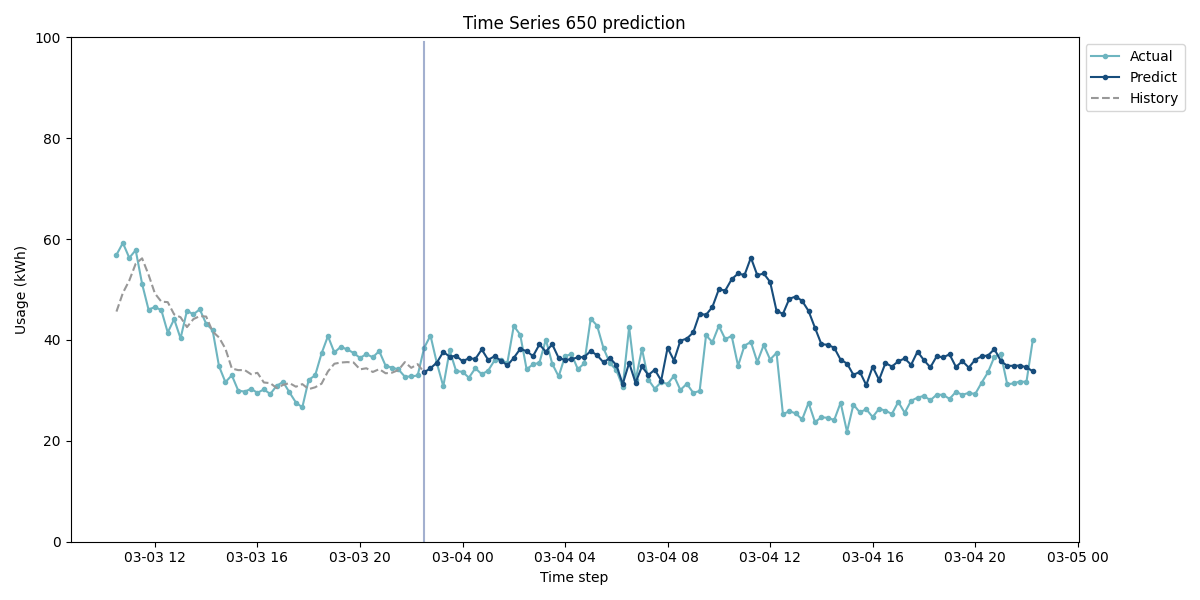 Time Series 650 prediction
100
80
60
40
20
0
Usage (kWh)
03-03 12
03-03 16
03-03 20
03-04 00
03-04 04
03-04 08
03-04 12
03-04 16
03-04 20
03-05 00
Time step
Actual
Predict
History